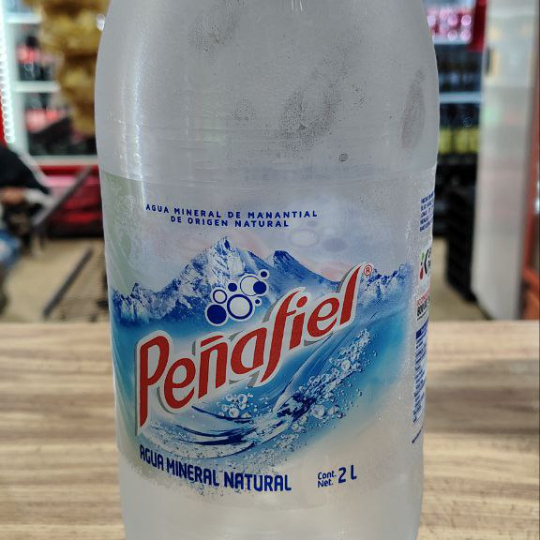 AGUA MINERAL DE MANANTIAL
DE ORIGEN NATURAL
Peñafiel®
AGUA MINERAL NATURAL
Cont.
Net. 2 L